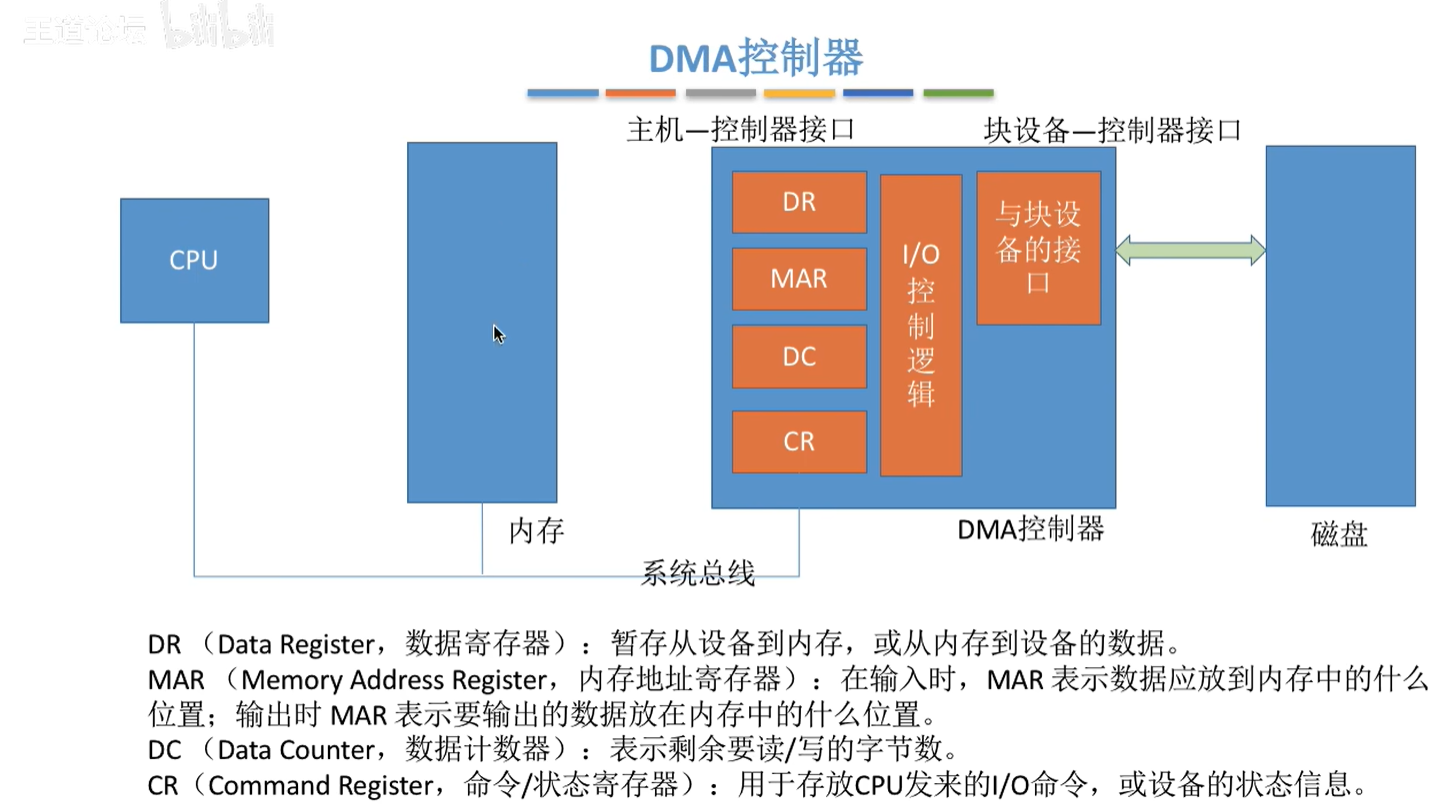 王道论坛 bilibili
DMA控制器
主机—控制器接口
块设备—控制器接口
CPU
DR
MAR
DC
CR
I/O
控
制
逻
辑
与块设
备的接
口
内存
DMA控制器
磁盘
系统总线
DR （Data Register，数据寄存器）：暂存从设备到内存，或从内存到设备的数据。
MAR （Memory Address Register，内存地址寄存器）：在输入时，MAR 表示数据应放到内存中的什么
位置；输出时 MAR 表示要输出的数据放在内存中的什么位置。
DC （Data Counter，数据计数器）：表示剩余要读/写的字节数。
CR（Command Register，命令/状态寄存器）：用于存放CPU发来的I/O命令，或设备的状态信息。